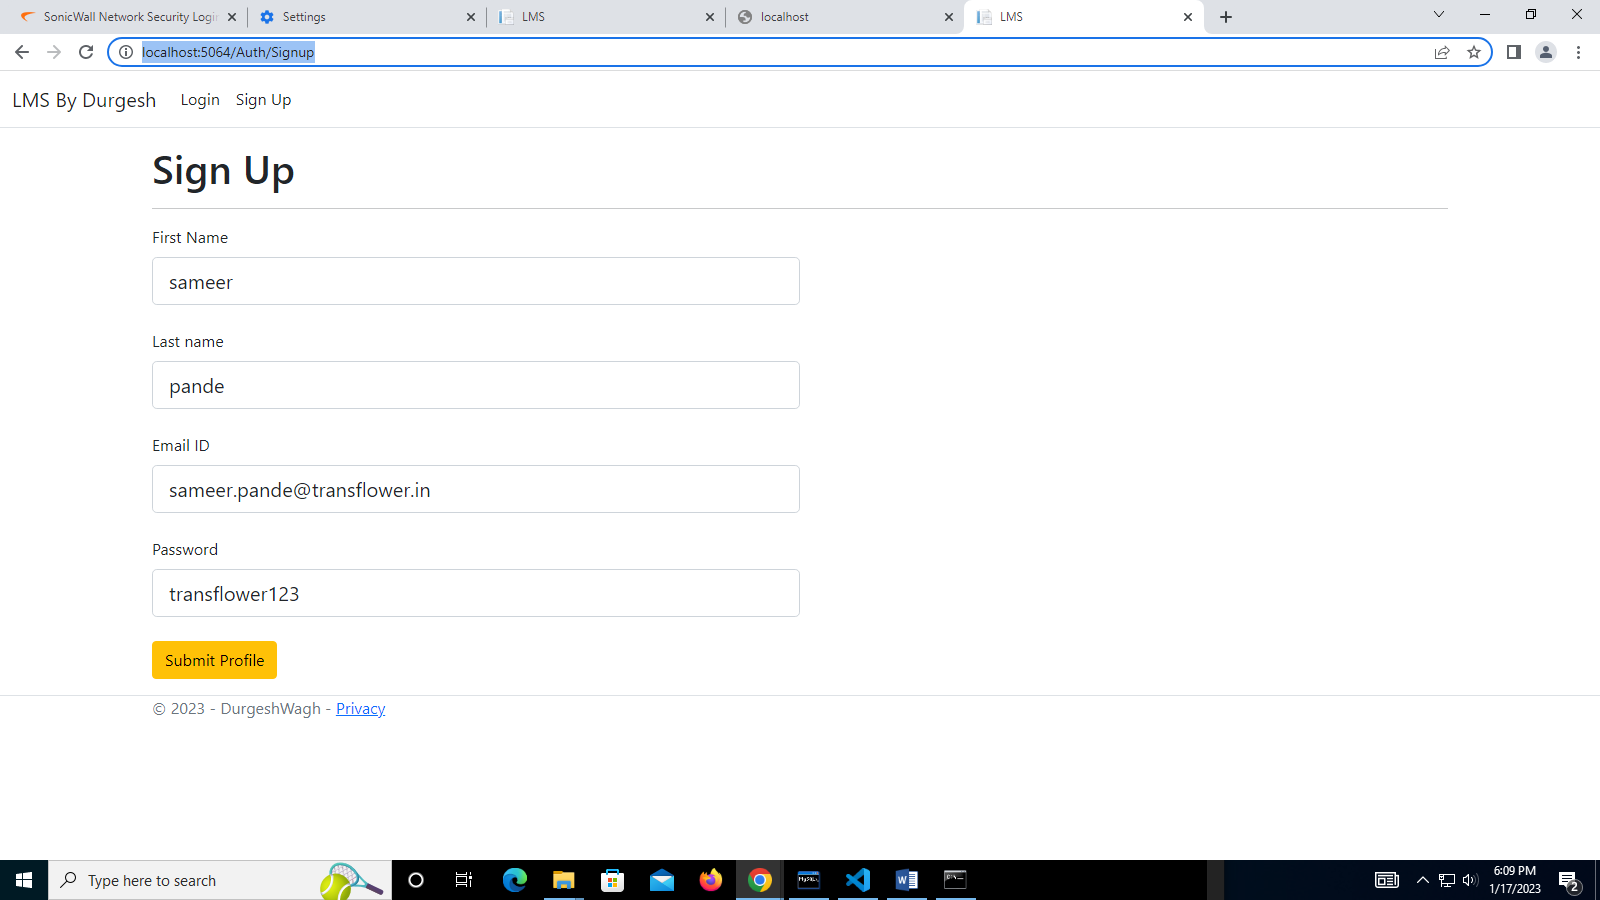 SonicWall Network Security Login
Settings
LMS
localhost
LMS
localhost:5064/Auth/Signup
LMS By Durgesh
Login
Sign Up
Sign Up
First Name
sameer
Last name
pande
Email ID
sameer.pande@transflower.in
Password
transflower123
Submit Profile
© 2023 - DurgeshWagh - Privacy
Type here to search
MySQL
6:09 PM
1/17/2023
2